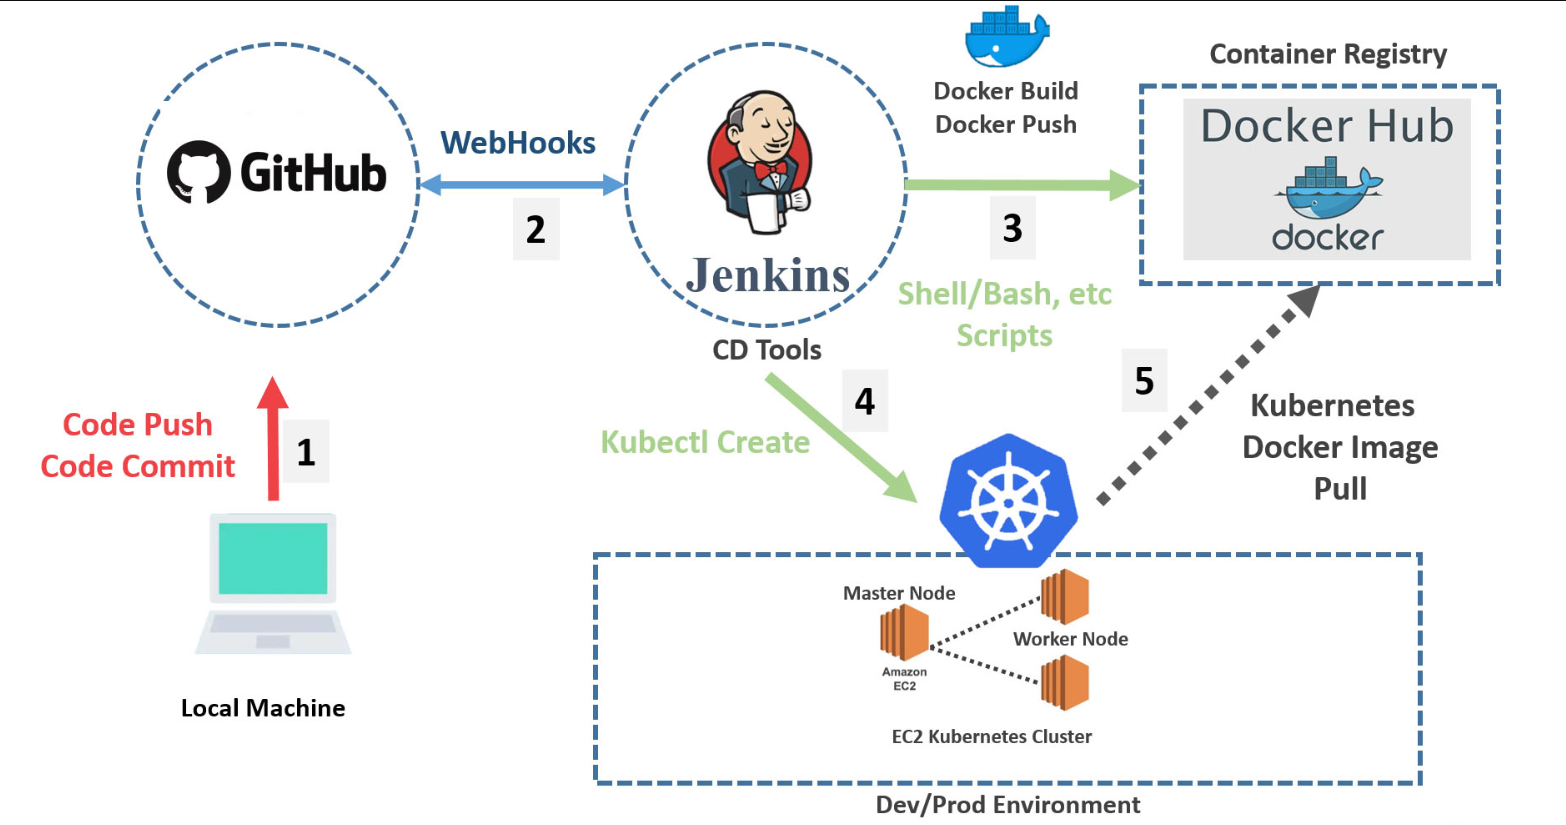 GitHub
WebHooks
2
Jenkins
CD Tools
Docker Build
Docker Push
3
Shell/Bash, etc
Scripts
Container Registry
Docker Hub
docker
Code Push
Code Commit
1
Local Machine
4
Kubectl Create
5
Kubernetes
Docker Image
Pull
Master Node
Amazon
EC2
Worker Node
EC2 Kubernetes Cluster
Dev/Prod Environment